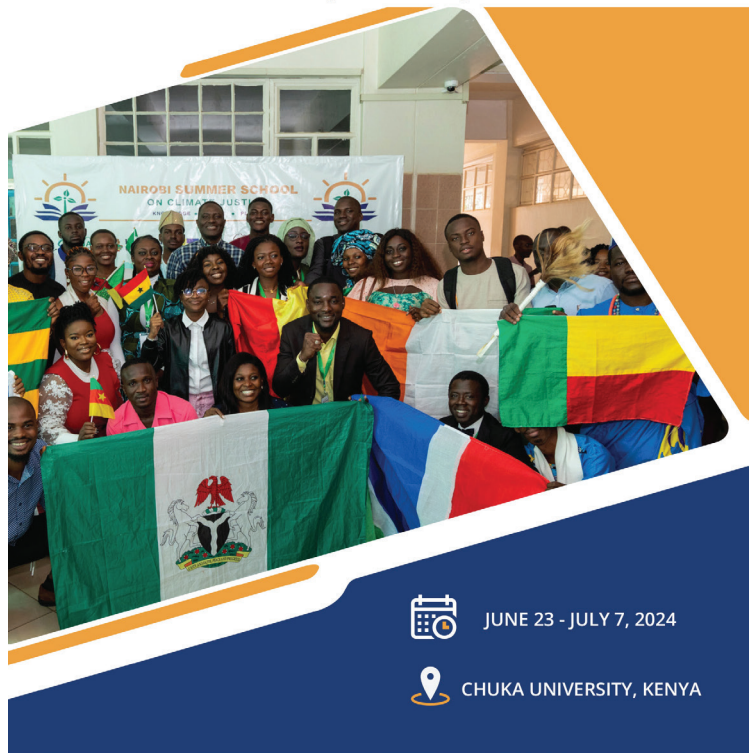 NAIROBI SUMMER SCHOOL
ON CLIMATE JUSTICE
JUNE 23 - JULY 7, 2024
CHUKA UNIVERSITY, KENYA